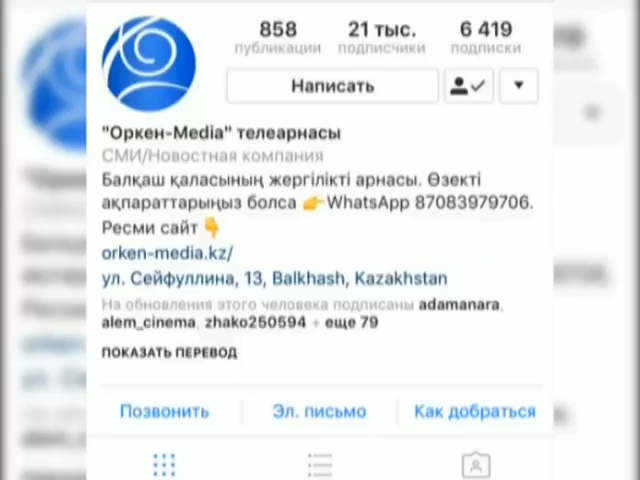 858 21 тыс. 6 419
публикации подписчики подписки
Написать
"Оркен-Media" телеарнасы
СМИ/Новостная компания
Балқаш қаласының жергілікті арнасы. Өзекті
ақпараттарыңыз болса 👉WhatsApp 87083979706.
Ресми сайт👇
orken-media.kz/
ул. Сейфуллина, 13, Balkhash, Kazakhstan
На обновления этого человека подписаны adamanara,
alem_cinema, zhako250594 + еще 79
ПОКАЗАТЬ ПЕРЕВОД
Позвонить Эл. письмо Как добраться